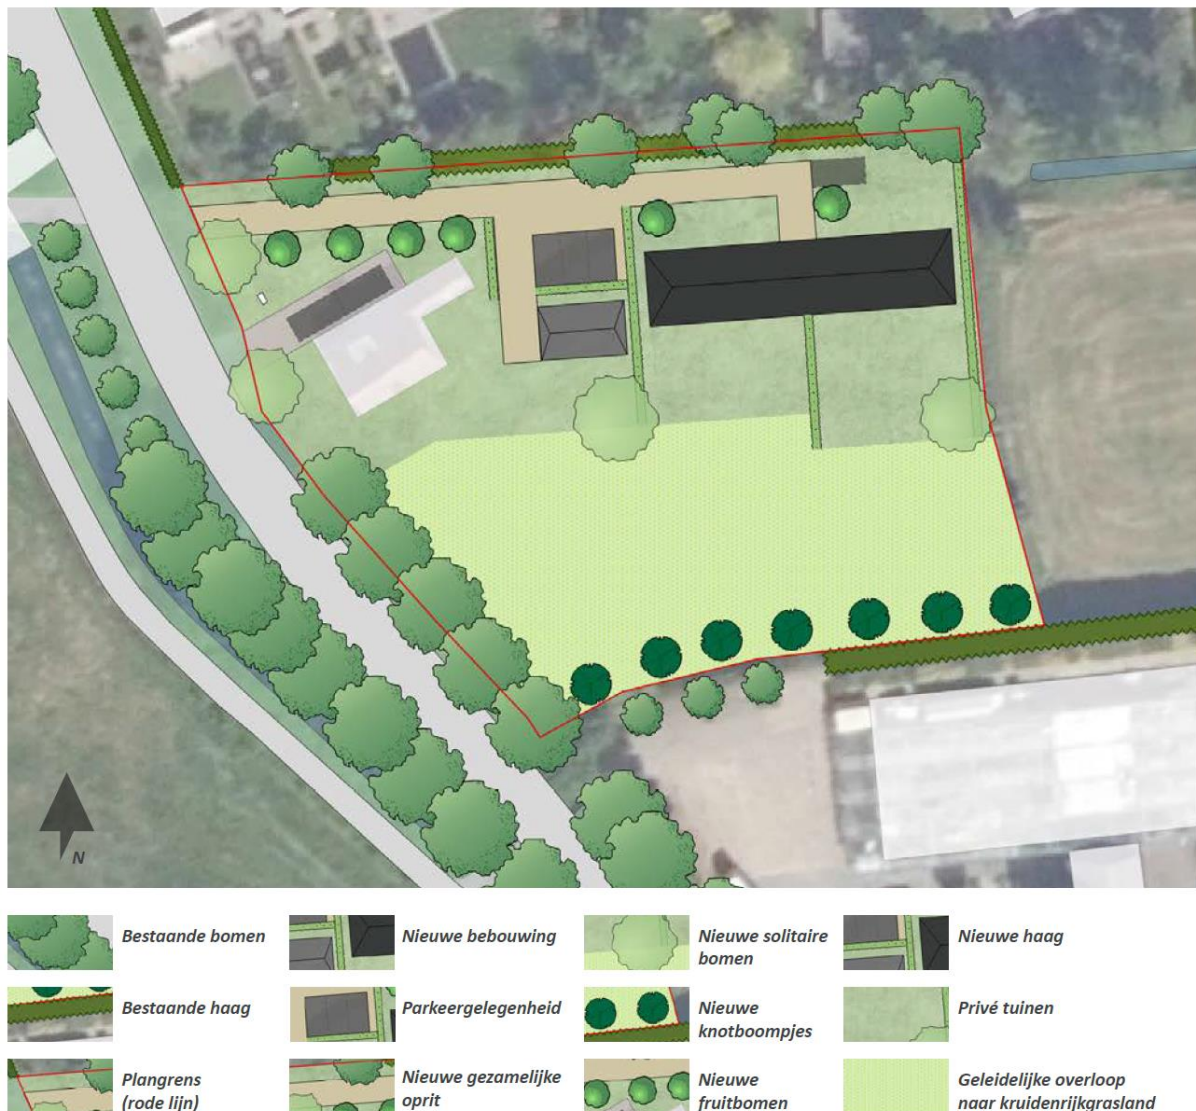 N
Bestaande bomen
Nieuwe bebouwing
Nieuwe solitaire
bomen
Nieuwe haag
Bestaande haag
Parkeergelegenheid
Nieuwe
knotboompjes
Privé tuinen
Plangrens
(rode lijn)
Nieuwe gezamelijke
oprit
Nieuwe
fruitbomen
Geleidelijke overloop
naar kruidenrijkgrasland